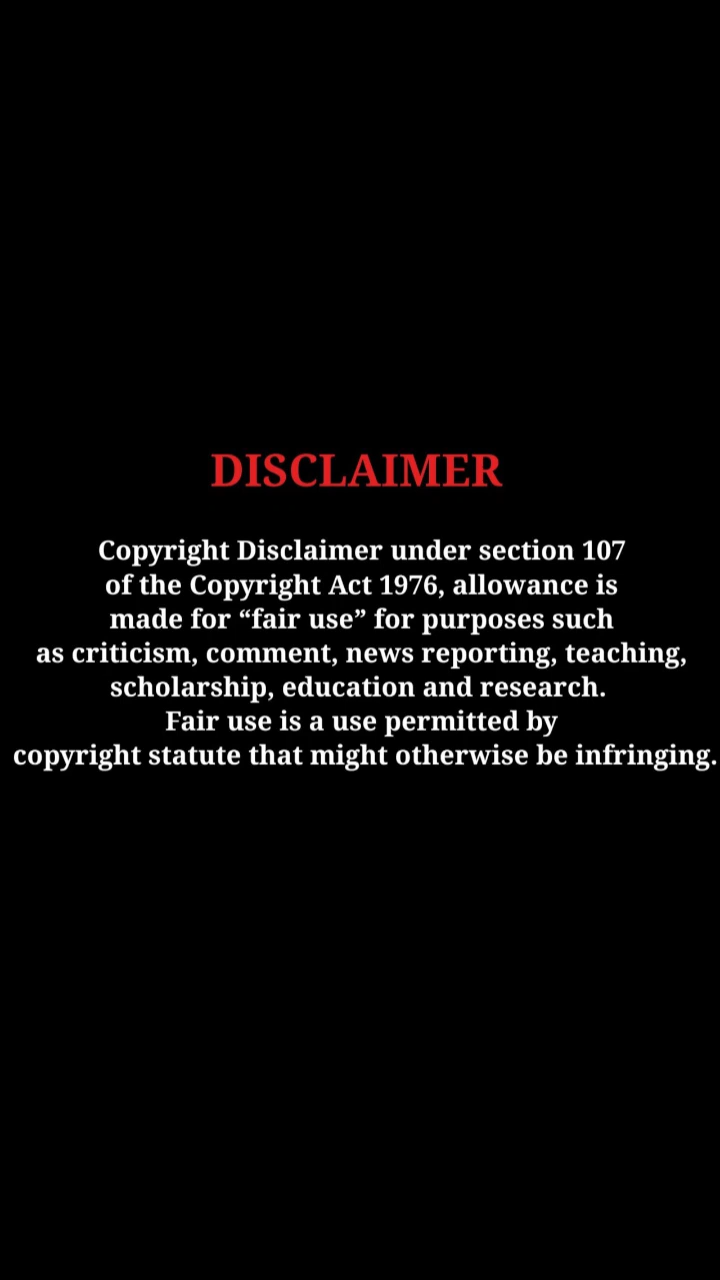 DISCLAIMER
Copyright Disclaimer under section 107
of the Copyright Act 1976, allowance is
made for “fair use” for purposes such
as criticism, comment, news reporting, teaching,
scholarship, education and research.
Fair use is a use permitted by
copyright statute that might otherwise be infringing.